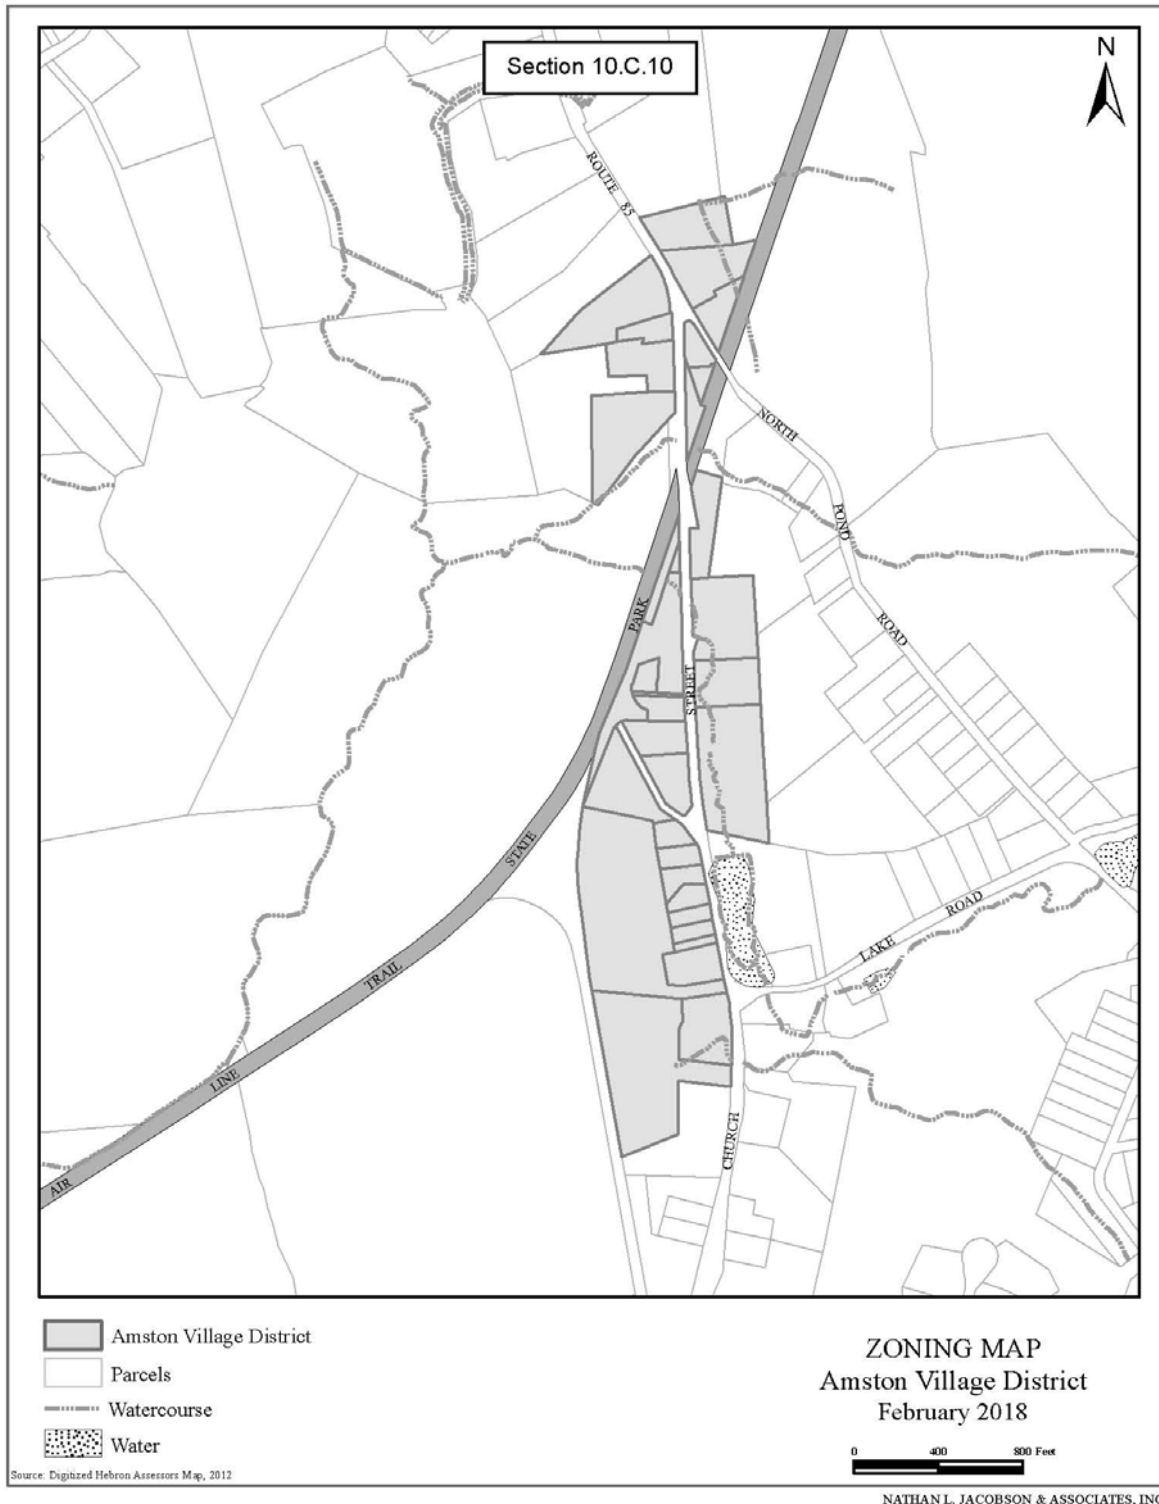 Section 10.C.10
N
ROUTE 85
NORTH
POND
ROAD
PARK
STREET
STATE
LAKE
ROAD
TRAIL
LINE
CHURCH
AIR
Amston Village District
Parcels
Watercourse
Water
ZONING MAP
Amston Village District
February 2018
0 400 800 Feet
Source: Digitized Hebron Assessors Map, 2012
NATHAN L. JACOBSON & ASSOCIATES, INC